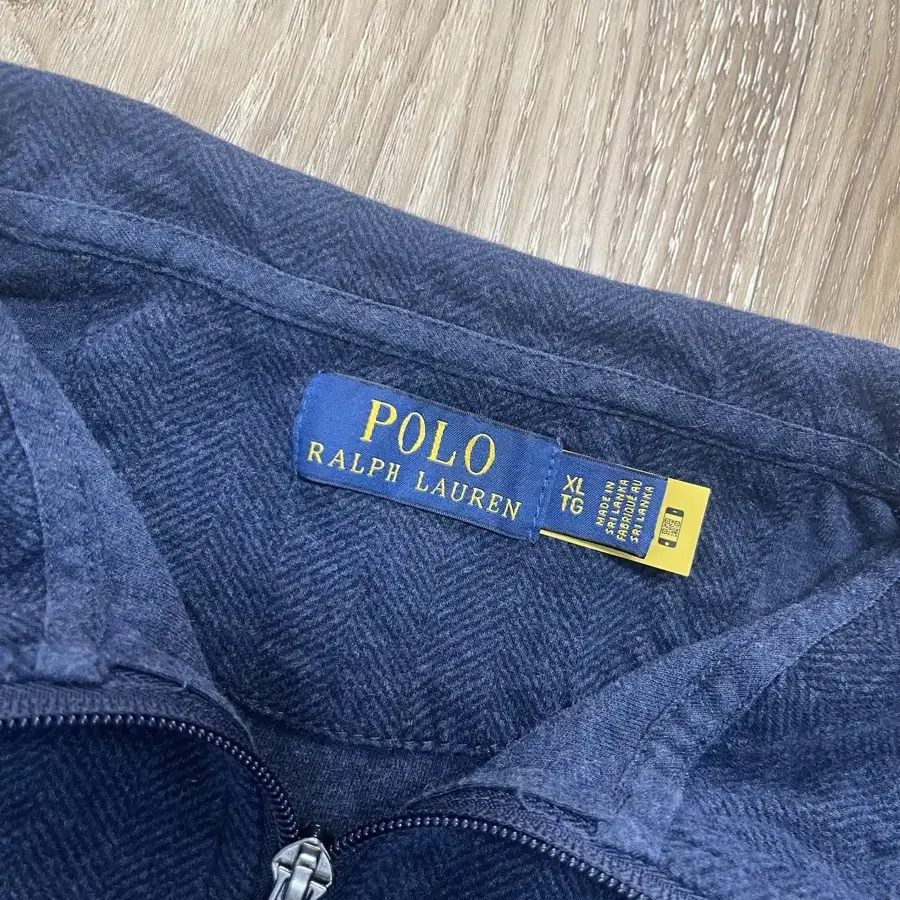 POLO
RALPH LAUREN
XL
TG
MADE IN
SRI LANKA
FABRIQUÉ AU
SRI LANKA